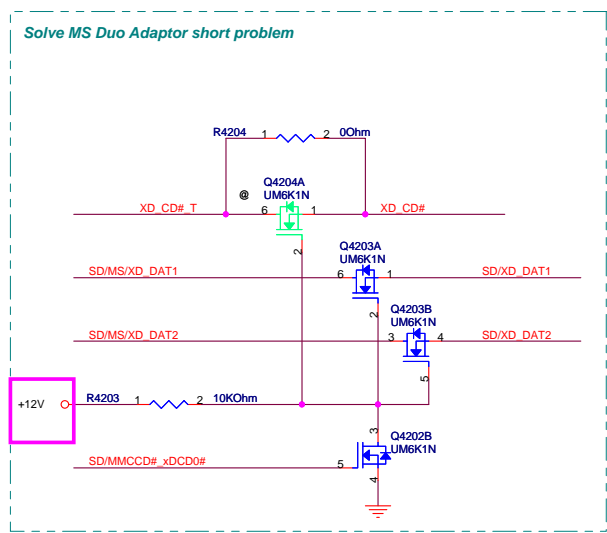 Solve MS Duo Adaptor short problem
R4204 1 2 0Ohm
Q4204A
@ UM6K1N
XD_CD#_T 6 1 XD_CD#
2
Q4203A
UM6K1N
SD/MS/XD_DAT1 6 1 SD/XD_DAT1
2
Q4203B
UM6K1N
SD/MS/XD_DAT2 3 4 SD/XD_DAT2
5
+12V R4203 1 2 10KOhm
3
Q4202B
UM6K1N
SD/MMCCD#_xDCD0# 5
4